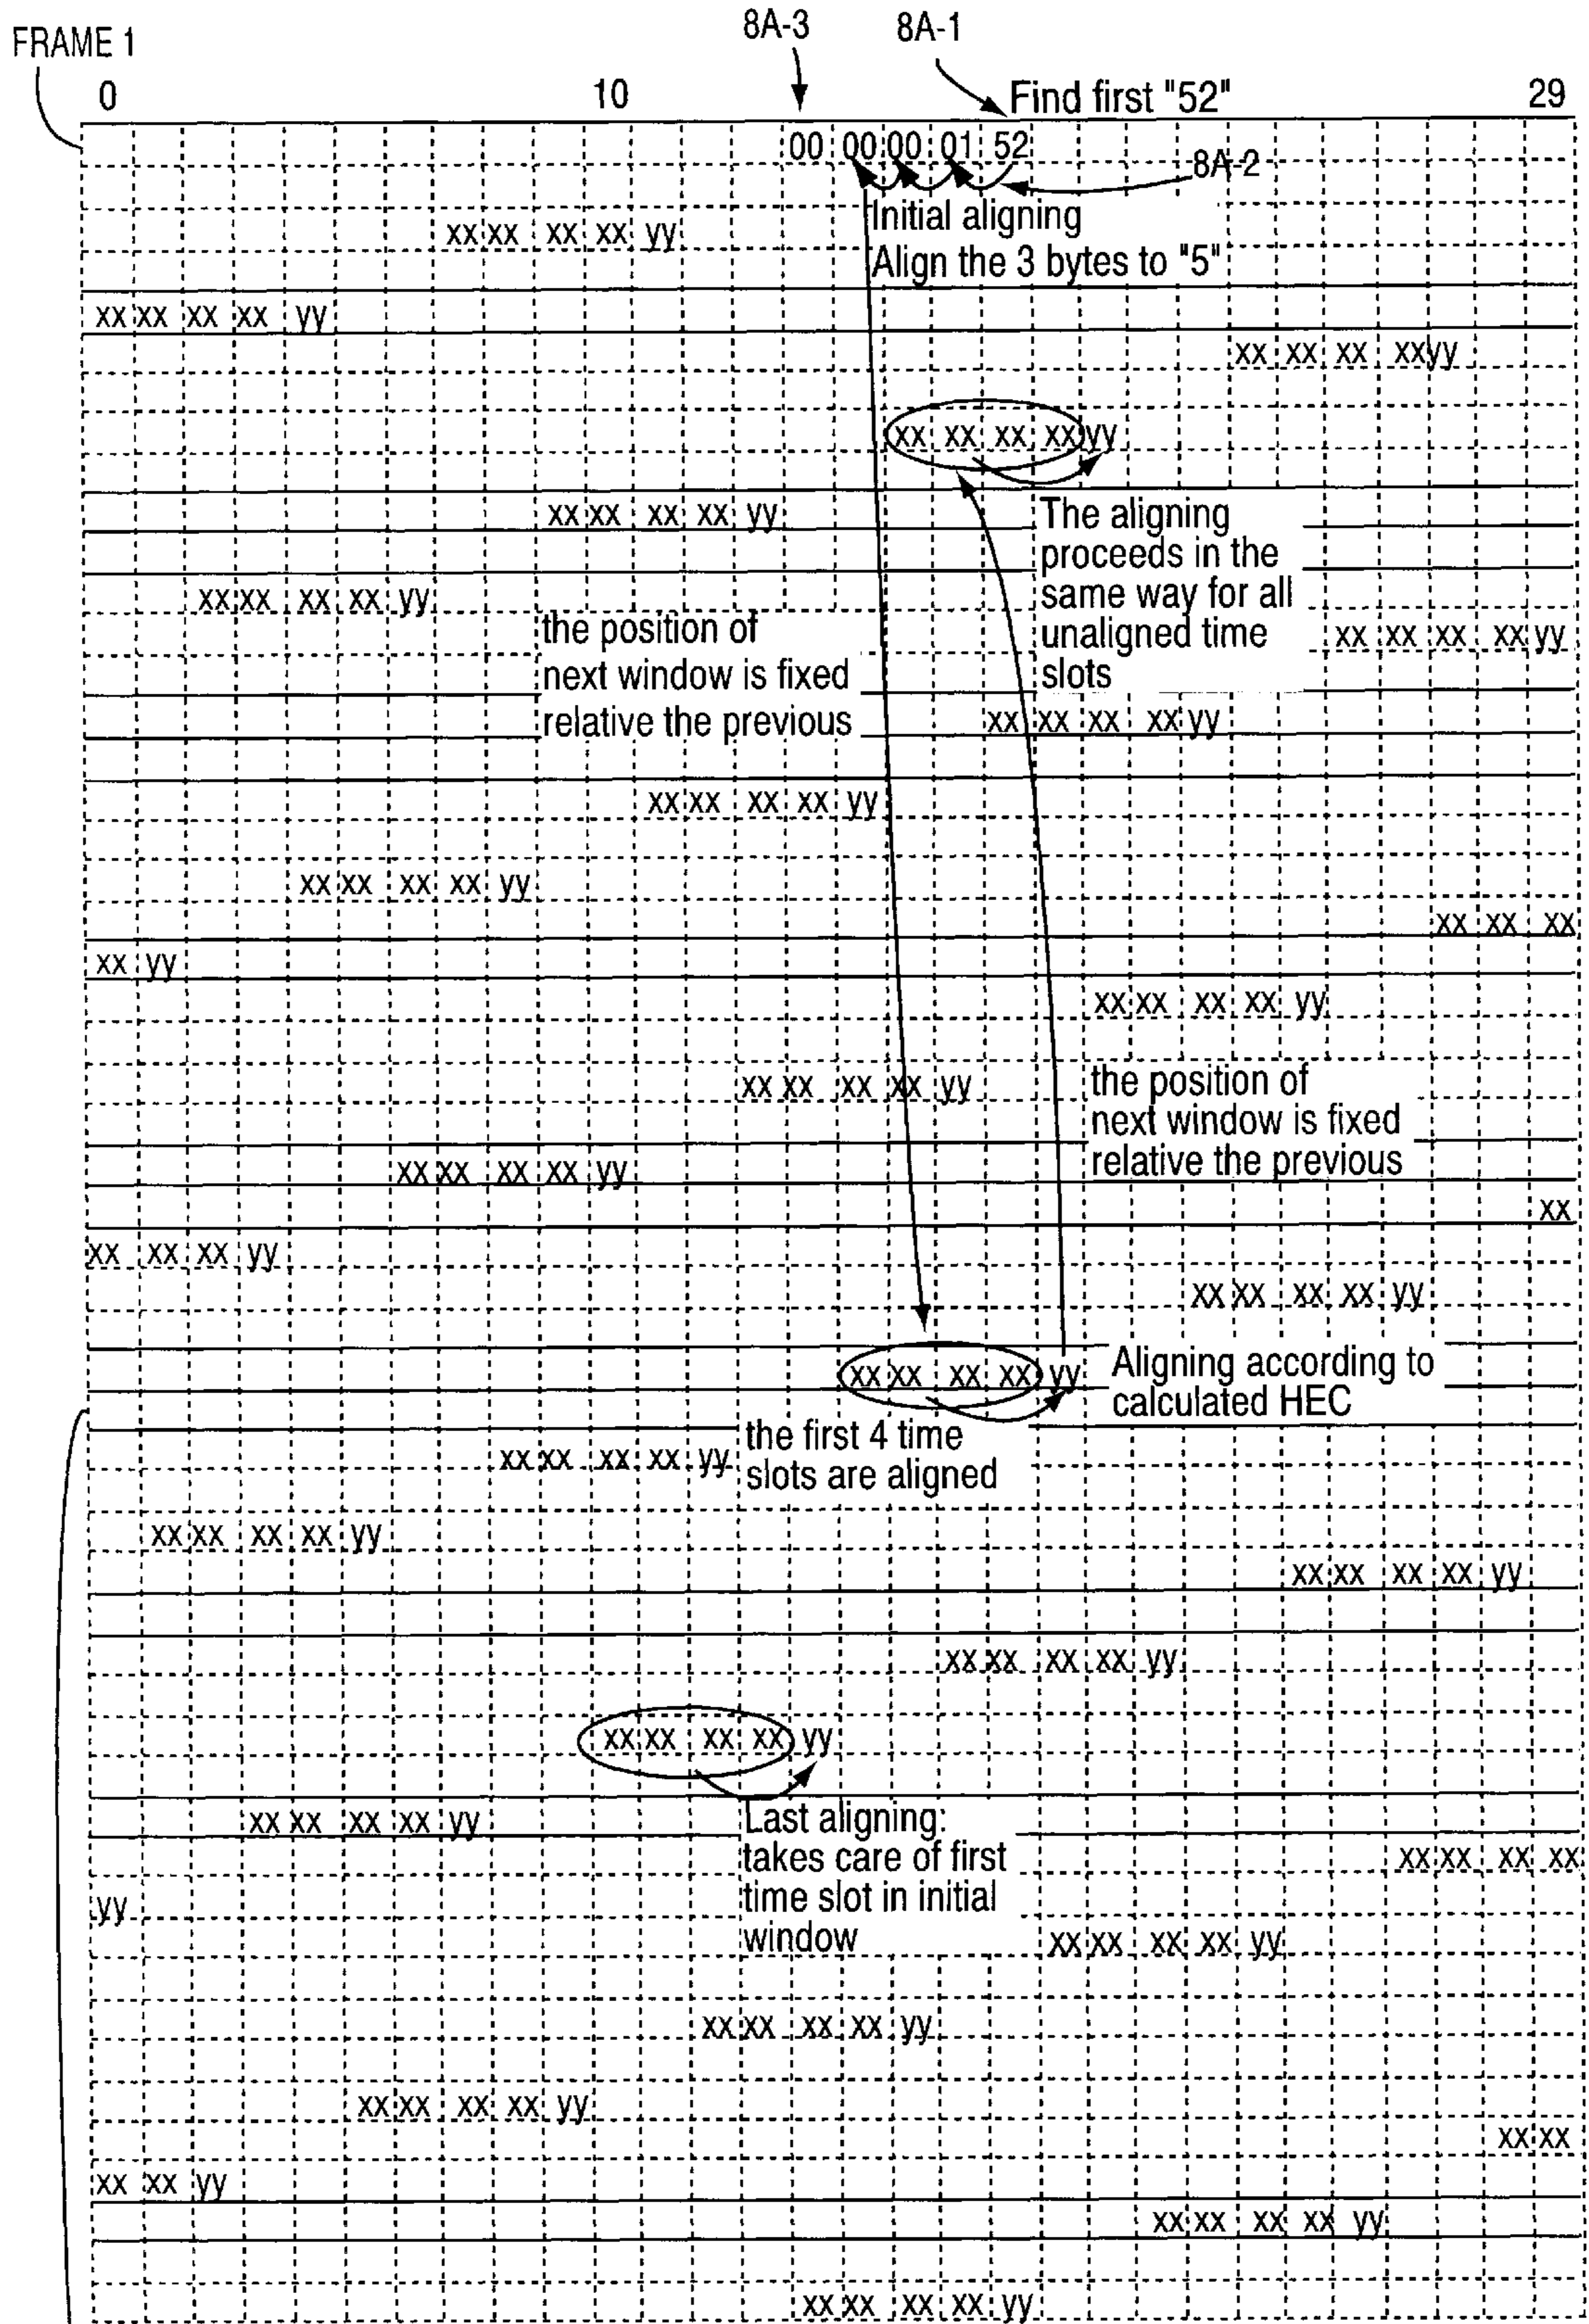 FRAME 1
8A-3
8A-1
0
10
Find first "52"
29
00 00 00 01 52
8A-2
Initial aligning
Align the 3 bytes to "5"
xx xx xx xx yy
xx xx xx xx yy
xx xx xx xx yy
xx xx xx xx yy
xx xx xx xx yy
The aligning
proceeds in the
same way for all
unaligned time
slots
xx xx xx xx yy
the position of
next window is fixed
relative the previous
xx xx xx xx yy
xx xx xx xx yy
xx xx xx xx yy
xx xx xx xx yy
xx xx xx
xx yy
xx xx xx xx yy
xx xx xx xx yy
the position of
next window is fixed
relative the previous
xx xx xx xx yy
xx
xx xx xx yy
xx xx xx xx yy
xx xx xx xx yy
Aligning according to
calculated HEC
the first 4 time
slots are aligned
xx xx xx xx yy
xx xx xx xx yy
xx xx xx xx yy
xx xx xx xx yy
xx xx xx xx yy
Last aligning:
takes care of first
time slot in initial
window
xx xx xx xx yy
xx xx xx xx
yy
xx xx xx xx yy
xx xx xx xx yy
xx xx xx xx yy
xx xx
xx xx yy
xx xx xx xx yy
xx xx xx xx yy